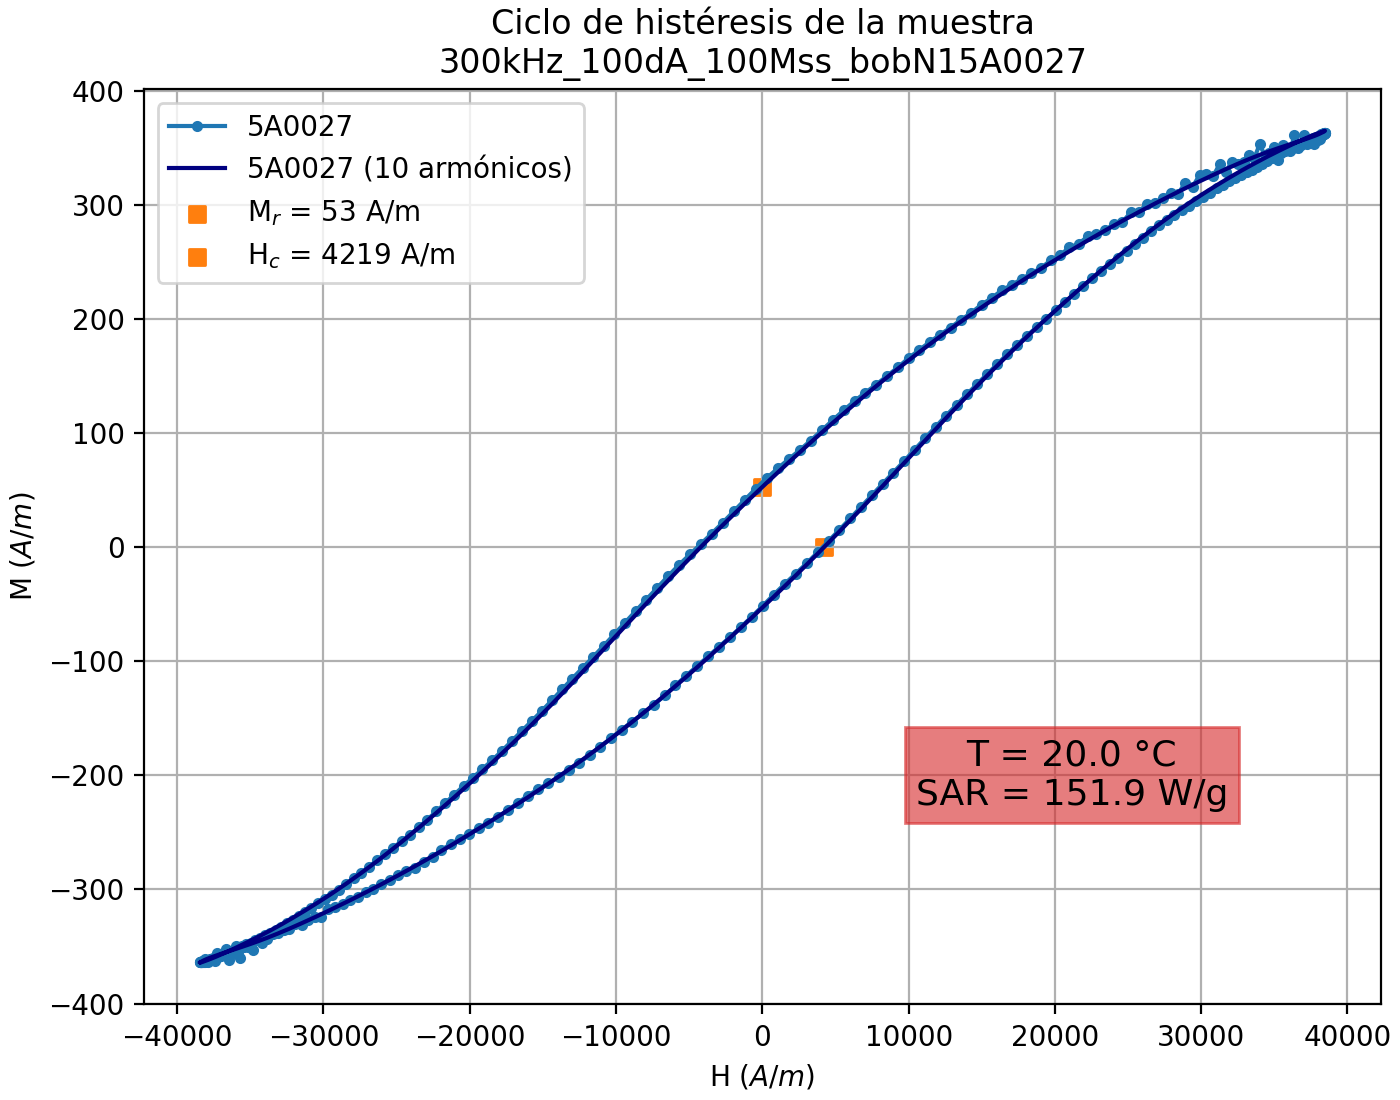 Ciclo de histéresis de la muestra
300kHz_100dA_100Mss_bobN15A0027
5A0027
5A0027 (10 armónicos)
Mᵣ = 53 A/m
H_c = 4219 A/m
M (A/m)
400
300
200
100
0
−100
−200
−300
−400
T = 20.0 °C
SAR = 151.9 W/g
−40000 −30000 −20000 −10000 0 10000 20000 30000 40000
H (A/m)